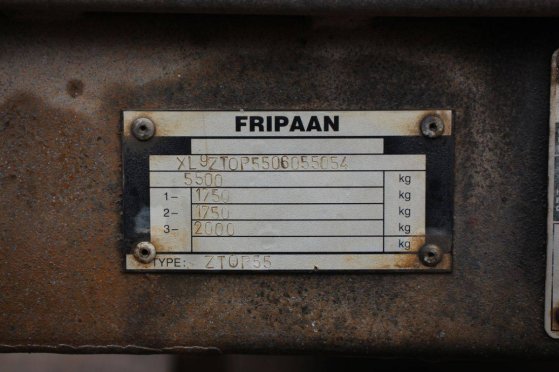 FRIPAAN
XL9ZTOP5506055054
5500 kg
1- 1750 kg
2- 1750 kg
3- 2000 kg
kg
TYPE: ZTOP55